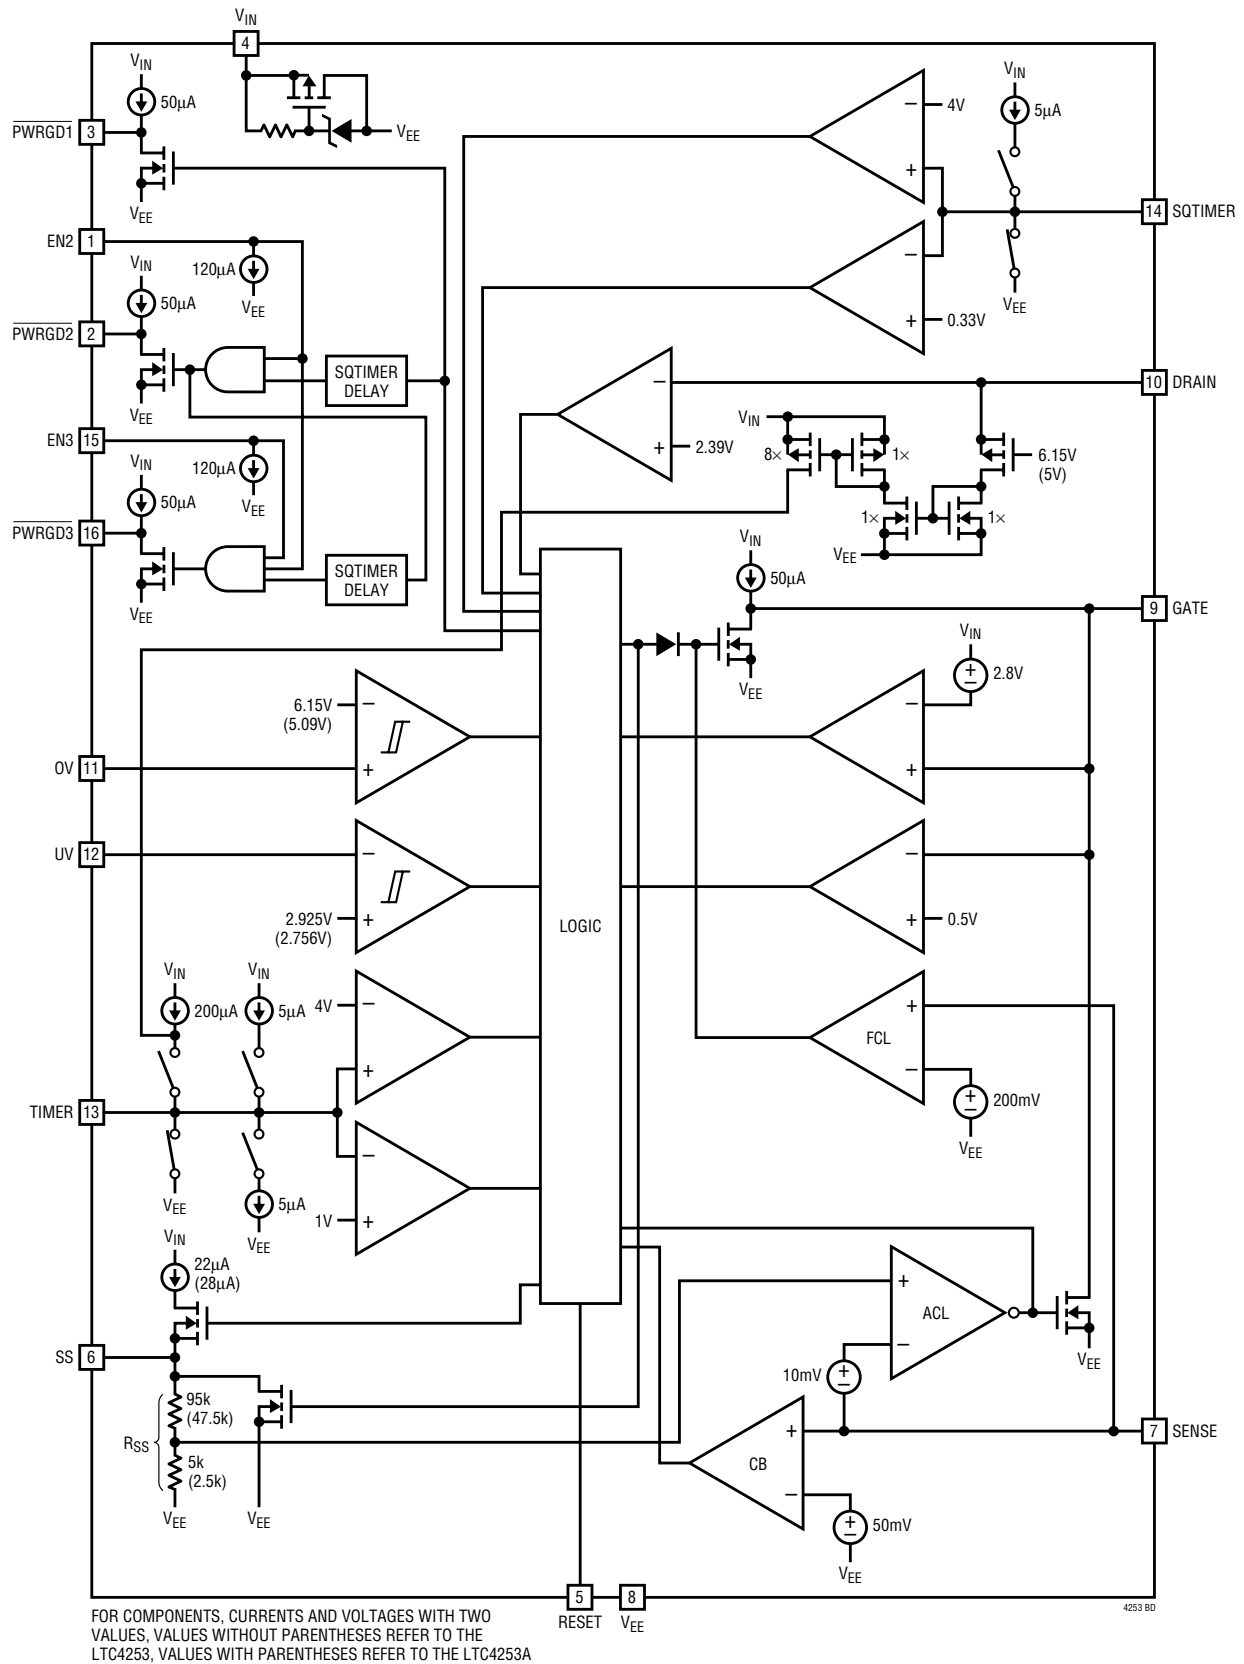 VIN
4
VIN
50µA
PWRGD1
3
VEE
VEE
4V
−
+
VIN
5µA
14
SQTIMER
−
+
0.33V
VEE
EN2
1
120µA
VEE
VIN
50µA
PWRGD2
2
VEE
SQTIMER
DELAY
−
+
2.39V
10
DRAIN
VIN
8×
1×
6.15V
(5V)
1×
1×
VEE
EN3
15
120µA
VEE
VIN
50µA
PWRGD3
16
VEE
SQTIMER
DELAY
VIN
50µA
9
GATE
VEE
VIN
+
−
2.8V
−
+
6.15V
(5.09V)
−
+
OV
11
UV
12
−
+
2.925V
(2.756V)
LOGIC
−
+
0.5V
VIN
200µA
VIN
5µA
4V
−
+
+
−
FCL
+
−
200mV
VEE
TIMER
13
VEE
5µA
VEE
−
+
1V
VIN
22µA
(28µA)
SS
6
95k
(47.5k)
RSS
5k
(2.5k)
VEE
VEE
+
−
ACL
VEE
10mV
+
−
+
−
CB
7
SENSE
+
−
50mV
VEE
5
RESET
8
VEE
4253 BD
FOR COMPONENTS, CURRENTS AND VOLTAGES WITH TWO
VALUES, VALUES WITHOUT PARENTHESES REFER TO THE
LTC4253, VALUES WITH PARENTHESES REFER TO THE LTC4253A